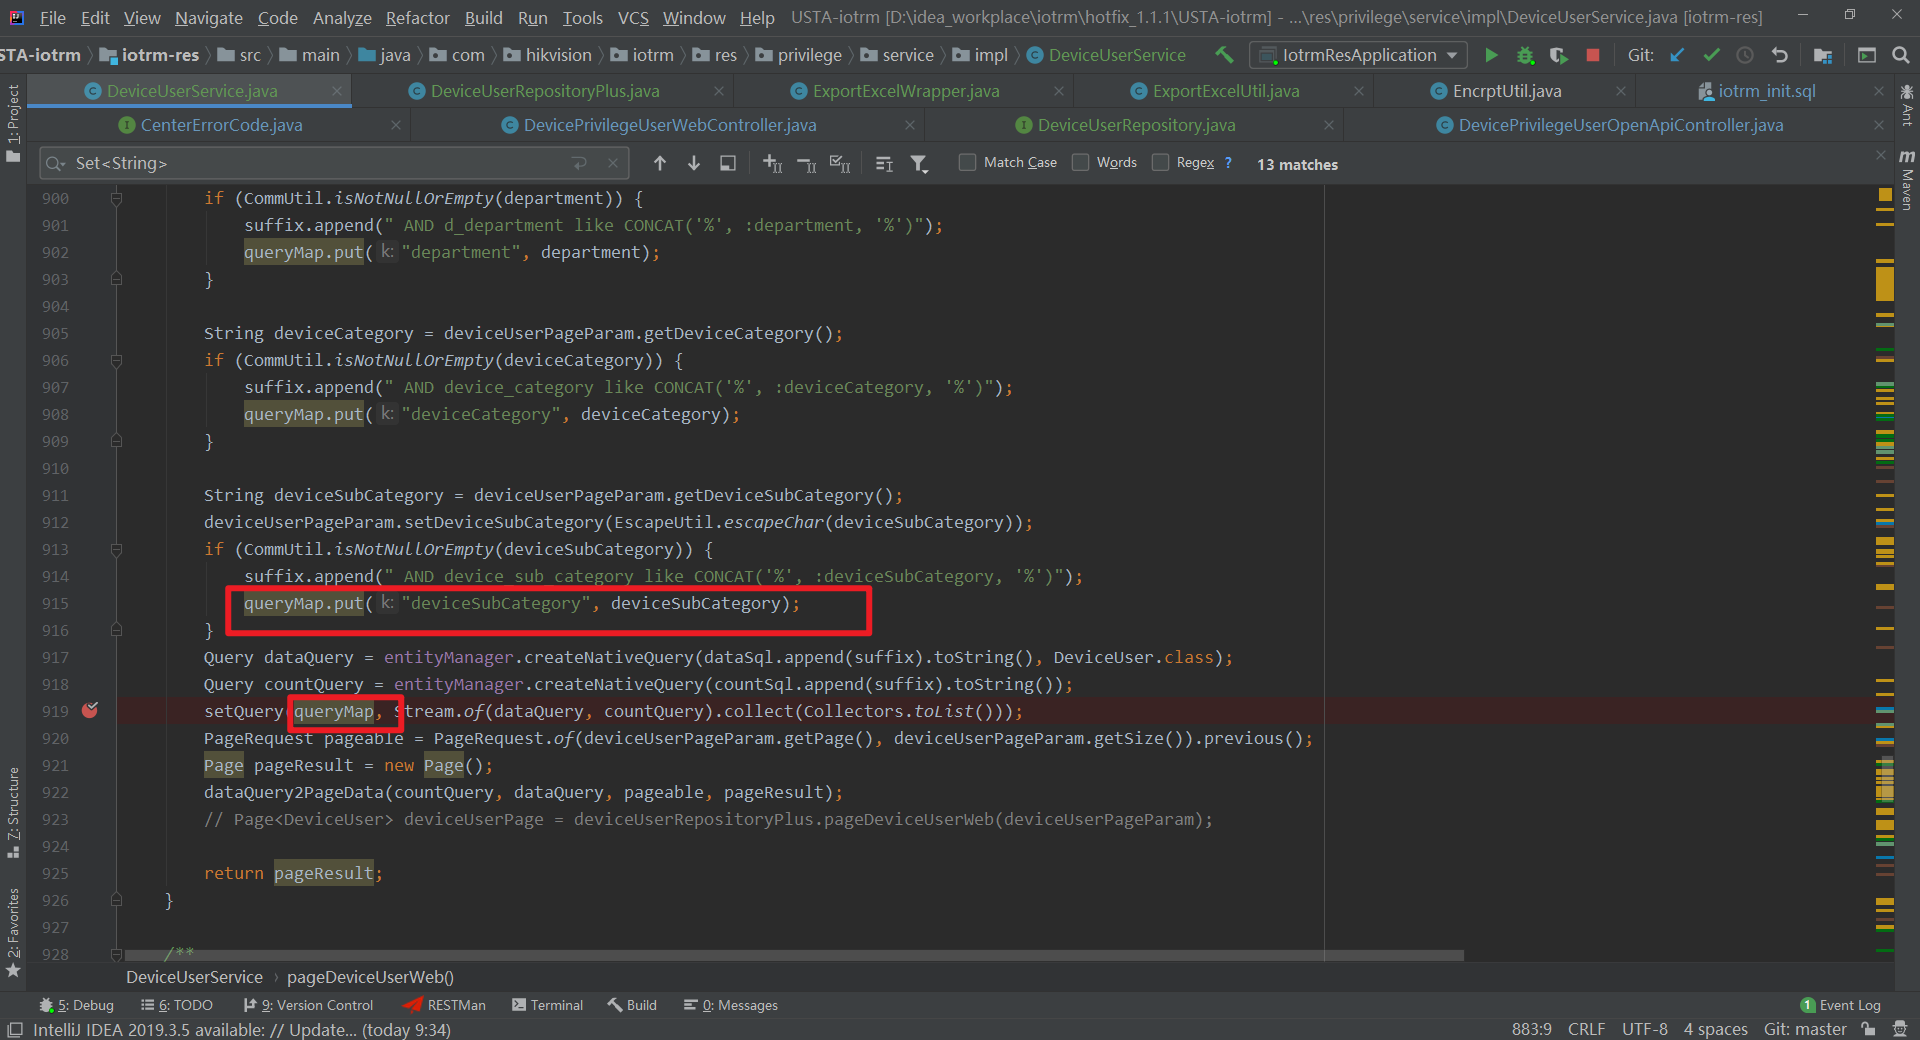 File Edit View Navigate Code Analyze Refactor Build Run Tools VCS Window Help USTA-iotrm [D:\idea_workplace\iotrm\hotfix_1.1.1\USTA-iotrm] - ...\res\privilege\service\impl\DeviceUserService.java [iotrm-res]
STA-iotrm iotrm-res src main java com hikvision iotrm res privilege service impl DeviceUserService IotrmResApplication Git:
DeviceUserService.java DeviceUserRepositoryPlus.java ExportExcelWrapper.java ExportExcelUtil.java EncrptUtil.java iotrm_init.sql
CenterErrorCode.java DevicePrivilegeUserWebController.java DeviceUserRepository.java DevicePrivilegeUserOpenApiController.java
Set<String> Match Case Words Regex ? 13 matches
1: Project
7: Structure
2: Favorites
Ant
Maven
900 if (CommUtil.isNotNullOrEmpty(department)) {
901 suffix.append(" AND d_department like CONCAT('%', :department, '%')");
902 queryMap.put( k: "department", department);
903 }
904
905 String deviceCategory = deviceUserPageParam.getDeviceCategory();
906 if (CommUtil.isNotNullOrEmpty(deviceCategory)) {
907 suffix.append(" AND device_category like CONCAT('%', :deviceCategory, '%')");
908 queryMap.put( k: "deviceCategory", deviceCategory);
909 }
910
911 String deviceSubCategory = deviceUserPageParam.getDeviceSubCategory();
912 deviceUserPageParam.setDeviceSubCategory(EscapeUtil.escapeChar(deviceSubCategory));
913 if (CommUtil.isNotNullOrEmpty(deviceSubCategory)) {
914 suffix.append(" AND device_sub_category like CONCAT('%', :deviceSubCategory, '%')");
915 queryMap.put( k: "deviceSubCategory", deviceSubCategory);
916 }
917 Query dataQuery = entityManager.createNativeQuery(dataSql.append(suffix).toString(), DeviceUser.class);
918 Query countQuery = entityManager.createNativeQuery(countSql.append(suffix).toString());
919 setQuery(queryMap, Stream.of(dataQuery, countQuery).collect(Collectors.toList()));
920 PageRequest pageable = PageRequest.of(deviceUserPageParam.getPage(), deviceUserPageParam.getSize()).previous();
921 Page pageResult = new Page();
922 dataQuery2PageData(countQuery, dataQuery, pageable, pageResult);
923 // Page<DeviceUser> deviceUserPage = deviceUserRepositoryPlus.pageDeviceUserWeb(deviceUserPageParam);
924
925 return pageResult;
926 }
927
928 /**
DeviceUserService › pageDeviceUserWeb()
5: Debug 6: TODO 9: Version Control RESTMan Terminal Build 0: Messages 1 Event Log
IntelliJ IDEA 2019.3.5 available: // Update... (today 9:34) 883:9 CRLF UTF-8 4 spaces Git: master